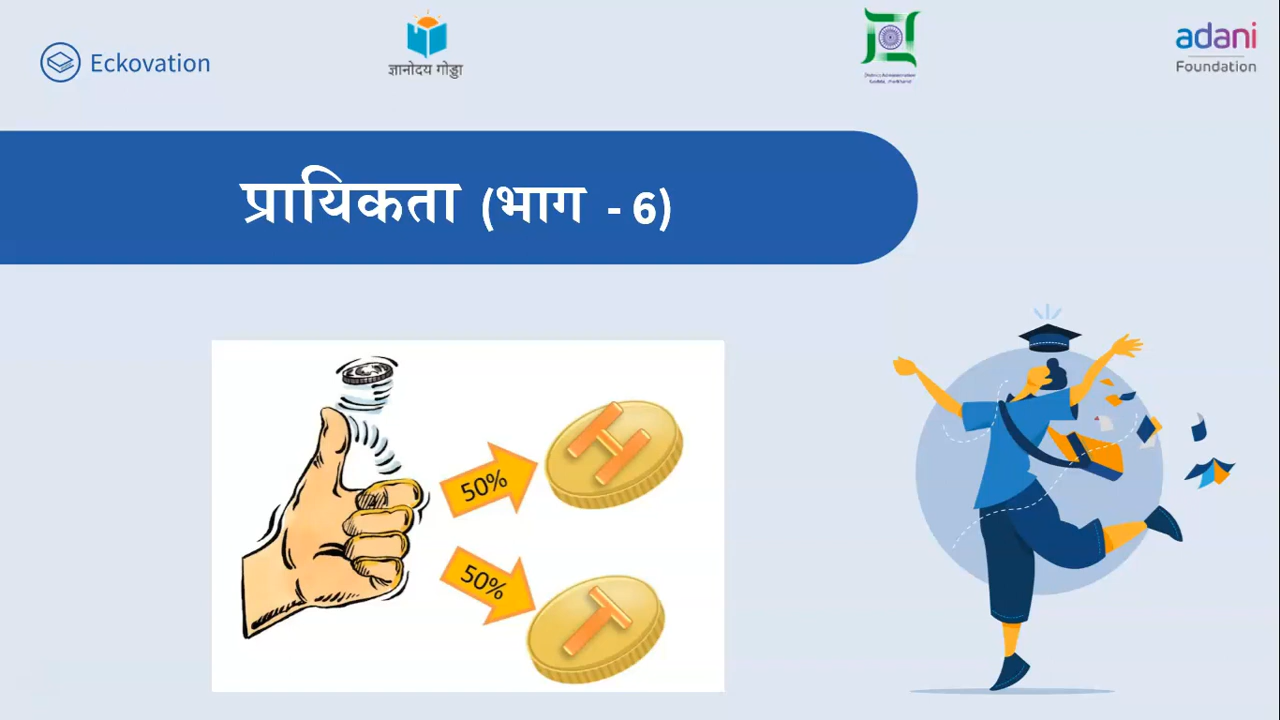 Eckovation
ज्ञानोदय गोड्डा
adani
Foundation
प्रायिकता (भाग - 6)
50%
H
50%
T